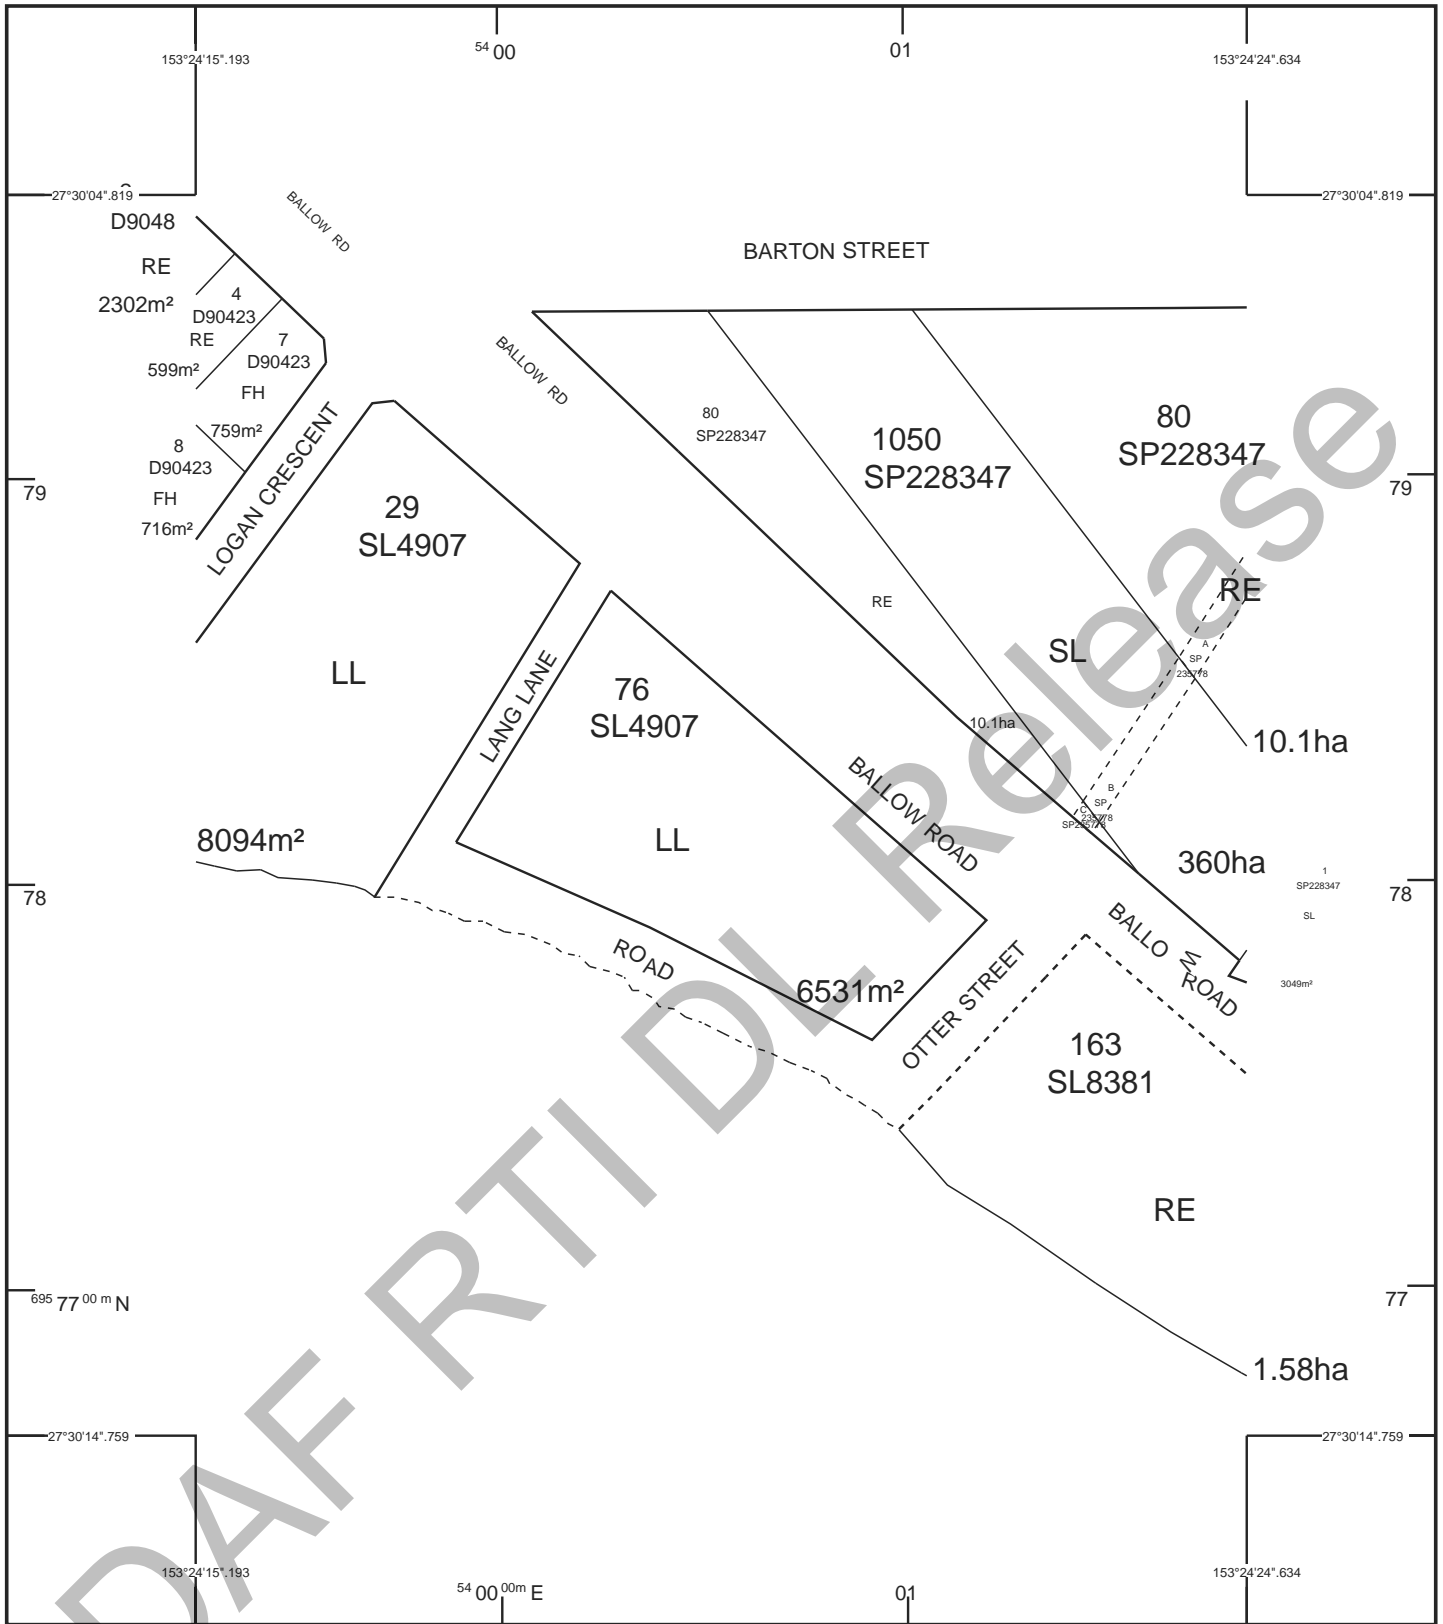 54 00
01
153°24'15".193
153°24'24".634
27°30'04".819
27°30'04".819
D9048
RE
2302m²
BALLOW RD
BARTON STREET
4
D90423
RE
599m²
7
D90423
FH
759m²
8
D90423
FH
716m²
LOGAN CRESCENT
BALLOW RD
80
SP228347
1050
SP228347
80
SP228347
79
79
29
SL4907
LL
8094m²
LANG LANE
76
SL4907
LL
6531m²
RE
SL
RE
A
SP
235778
10.1ha
10.1ha
BALLOW ROAD
B
SP
235778
C
SP235778
360ha
1
SP228347
SL
3049m²
78
78
ROAD
OTTER STREET
BALLOW
ROAD
163
SL8381
RE
1.58ha
695 77 00 m N
77
27°30'14".759
27°30'14".759
153°24'15".193
54 00 00m E
01
153°24'24".634
DAF RTI DL Release